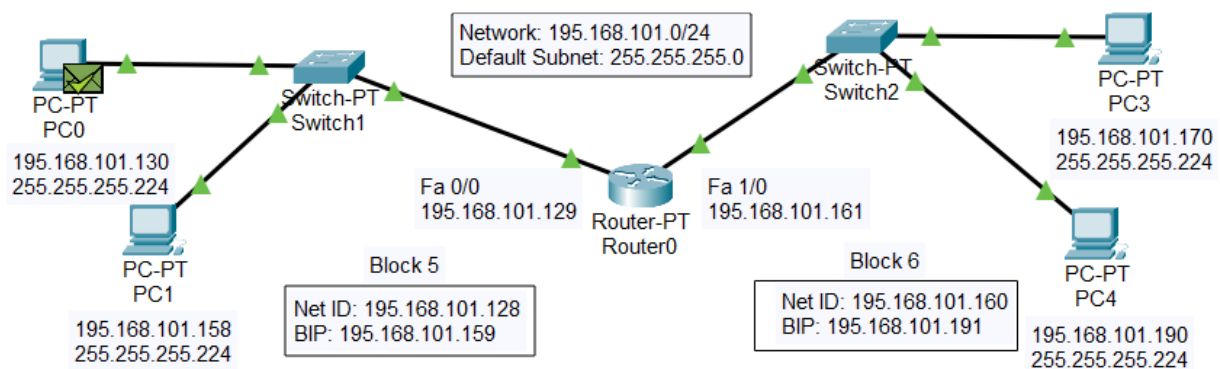 Network: 195.168.101.0/24
Default Subnet: 255.255.255.0
PC-PT
PC0
195.168.101.130
255.255.255.224
Switch-PT
Switch1
PC-PT
PC1
195.168.101.158
255.255.255.224
Fa 0/0
195.168.101.129
Block 5
Net ID: 195.168.101.128
BIP: 195.168.101.159
Router-PT
Router0
Fa 1/0
195.168.101.161
Block 6
Net ID: 195.168.101.160
BIP: 195.168.101.191
Switch-PT
Switch2
PC-PT
PC3
195.168.101.170
255.255.255.224
PC-PT
PC4
195.168.101.190
255.255.255.224